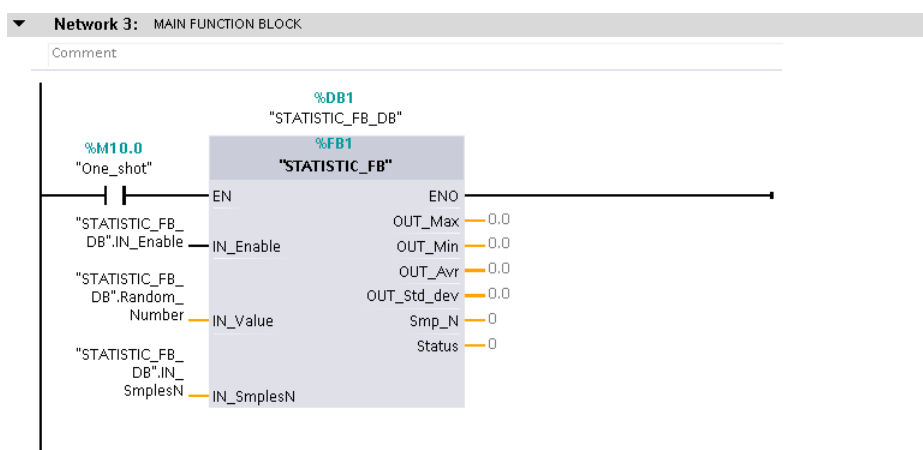 Network 3: MAIN FUNCTION BLOCK
Comment
%DB1
"STATISTIC_FB_DB"
%M10.0
"One_shot"
%FB1
"STATISTIC_FB"
EN
ENO
"STATISTIC_FB_
DB".IN_Enable
IN_Enable
OUT_Max
0.0
OUT_Min
0.0
OUT_Avr
0.0
"STATISTIC_FB_
DB".Random_
Number
IN_Value
OUT_Std_dev
0.0
Smp_N
0
Status
0
"STATISTIC_FB_
DB".IN_
SmplesN
IN_SmplesN